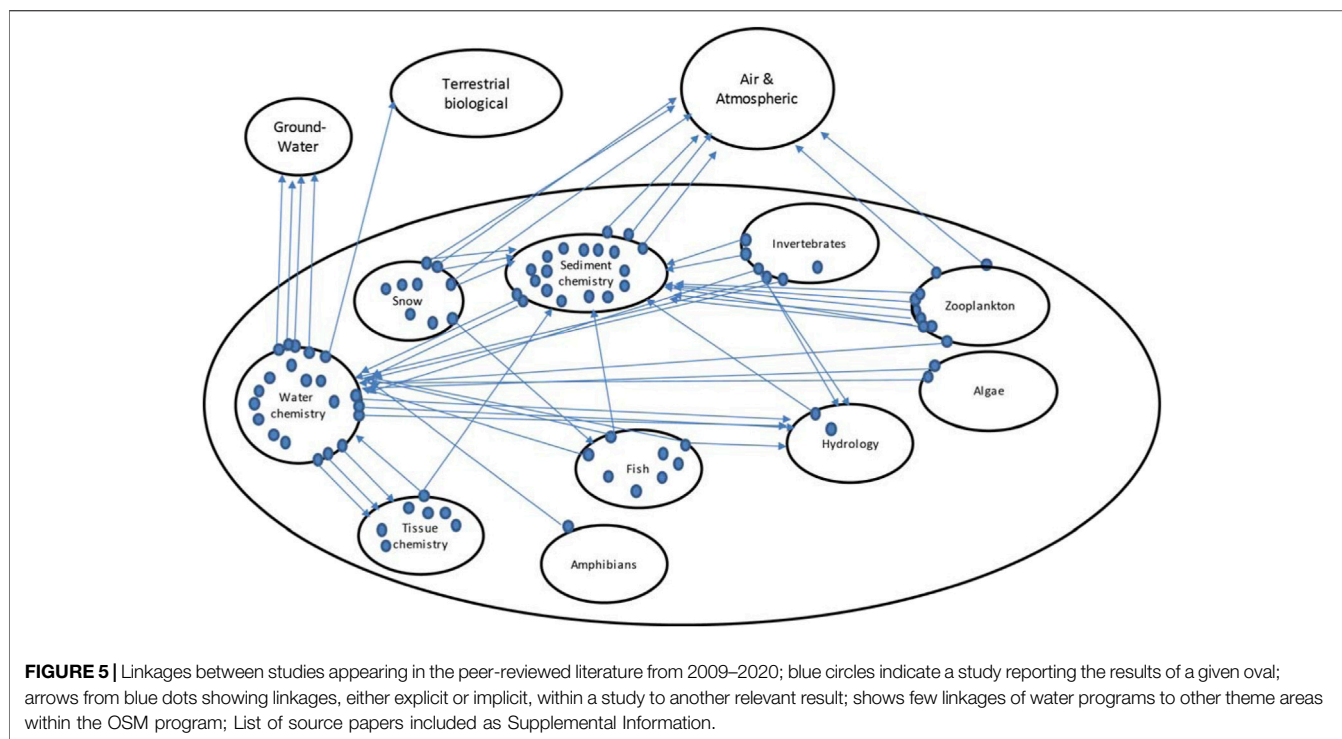 Terrestrial
biological
Air &
Atmospheric
Ground-
Water
Invertebrates
Sediment
chemistry
Snow
Zooplankton
Water
chemistry
Algae
Hydrology
Fish
Tissue
chemistry
Amphibians
FIGURE 5 | Linkages between studies appearing in the peer-reviewed literature from 2009–2020; blue circles indicate a study reporting the results of a given oval;
arrows from blue dots showing linkages, either explicit or implicit, within a study to another relevant result; shows few linkages of water programs to other theme areas
within the OSM program; List of source papers included as Supplemental Information.